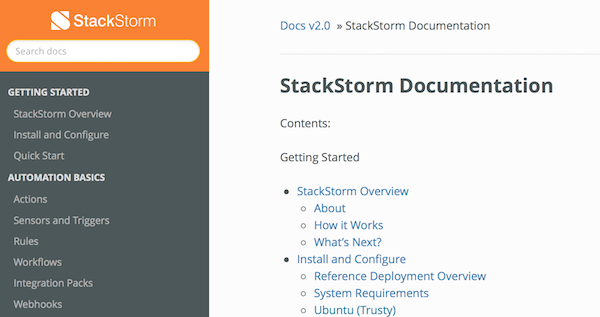 StackStorm
Search docs
GETTING STARTED
StackStorm Overview
Install and Configure
Quick Start
AUTOMATION BASICS
Actions
Sensors and Triggers
Rules
Workflows
Integration Packs
Webhooks
Docs v2.0 » StackStorm Documentation
StackStorm Documentation
Contents:
Getting Started
StackStorm Overview
About
How it Works
What's Next?
Install and Configure
Reference Deployment Overview
System Requirements
Ubuntu (Trusty)